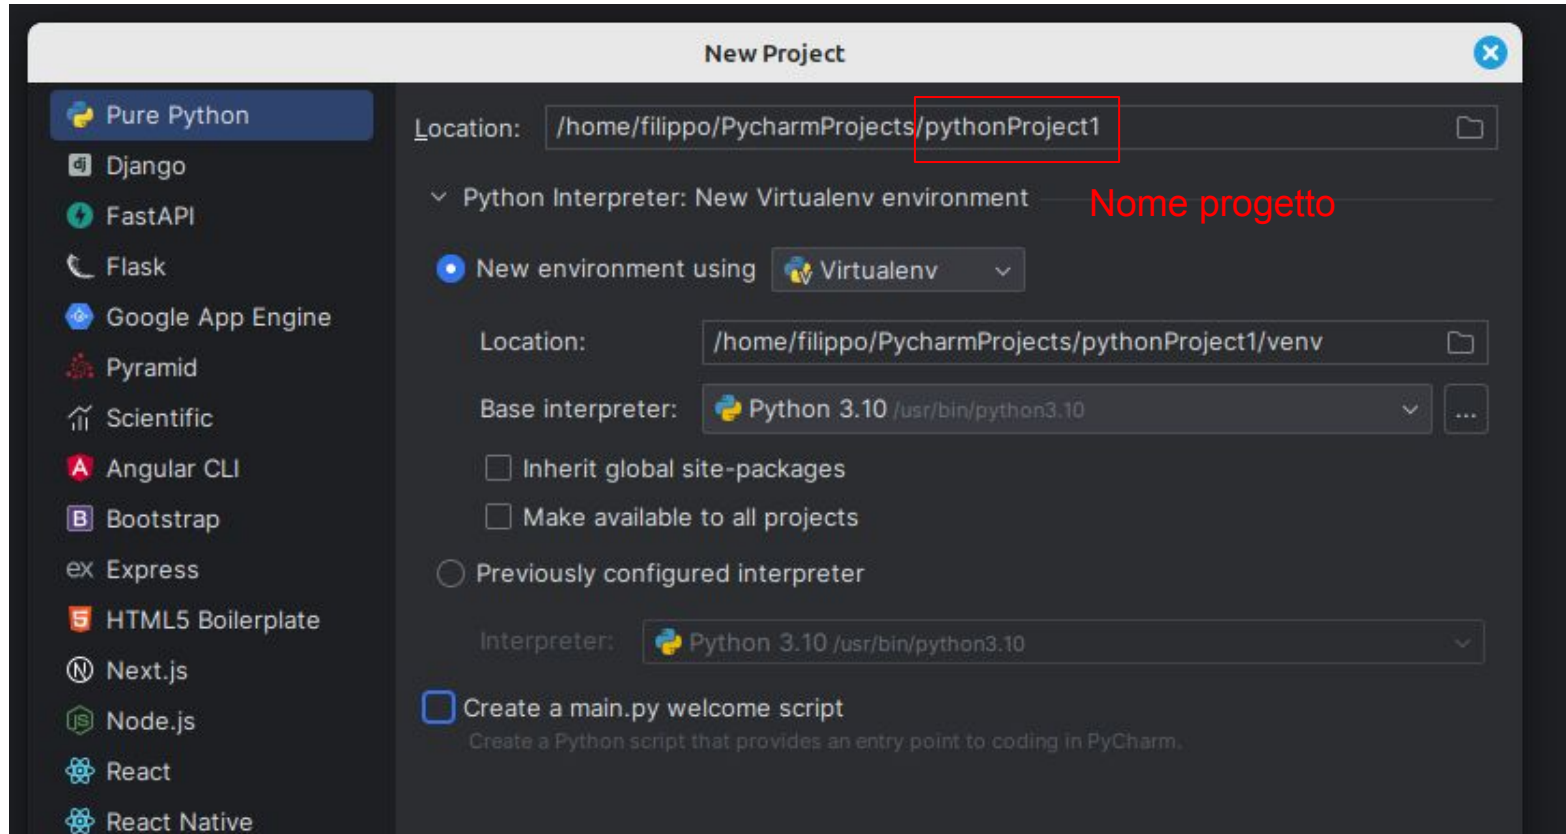 New Project
Pure Python
Django
FastAPI
Flask
Google App Engine
Pyramid
Scientific
Angular CLI
Bootstrap
ex Express
HTML5 Boilerplate
Next.js
Node.js
React
React Native
Location: /home/filippo/PycharmProjects/pythonProject1
Python Interpreter: New Virtualenv environment
Nome progetto
New environment using Virtualenv
Location: /home/filippo/PycharmProjects/pythonProject1/venv
Base interpreter: Python 3.10 /usr/bin/python3.10 ...
Inherit global site-packages
Make available to all projects
Previously configured interpreter
Interpreter: Python 3.10 /usr/bin/python3.10
Create a main.py welcome script
Create a Python script that provides an entry point to coding in PyCharm.